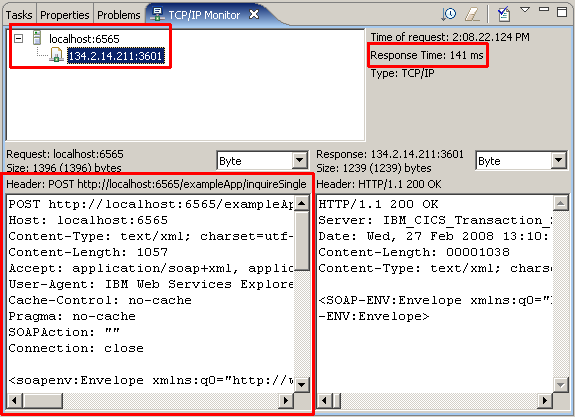 Tasks Properties Problems TCP/IP Monitor
localhost:6565
134.2.14.211:3601
Time of request: 2:08.22.124 PM
Response Time: 141 ms
Type: TCP/IP
Request: localhost:6565
Size: 1396 (1396) bytes
Byte
Header: POST http://localhost:6565/exampleApp/inquireSingle
POST http://localhost:6565/exampleAp
Host: localhost:6565
Content-Type: text/xml; charset=utf-
Content-Length: 1057
Accept: application/soap+xml, applic
User-Agent: IBM Web Services Explore
Cache-Control: no-cache
Pragma: no-cache
SOAPAction: ""
Connection: close
<soapenv:Envelope xmlns:q0="http://w
Response: 134.2.14.211:3601
Size: 1239 (1239) bytes
Byte
Header: HTTP/1.1 200 OK
HTTP/1.1 200 OK
Server: IBM_CICS_Transaction_
Date: Wed, 27 Feb 2008 13:10:
Content-Length: 00001038
Content-Type: text/xml; charset
<SOAP-ENV:Envelope xmlns:q0="
-ENV:Envelope>